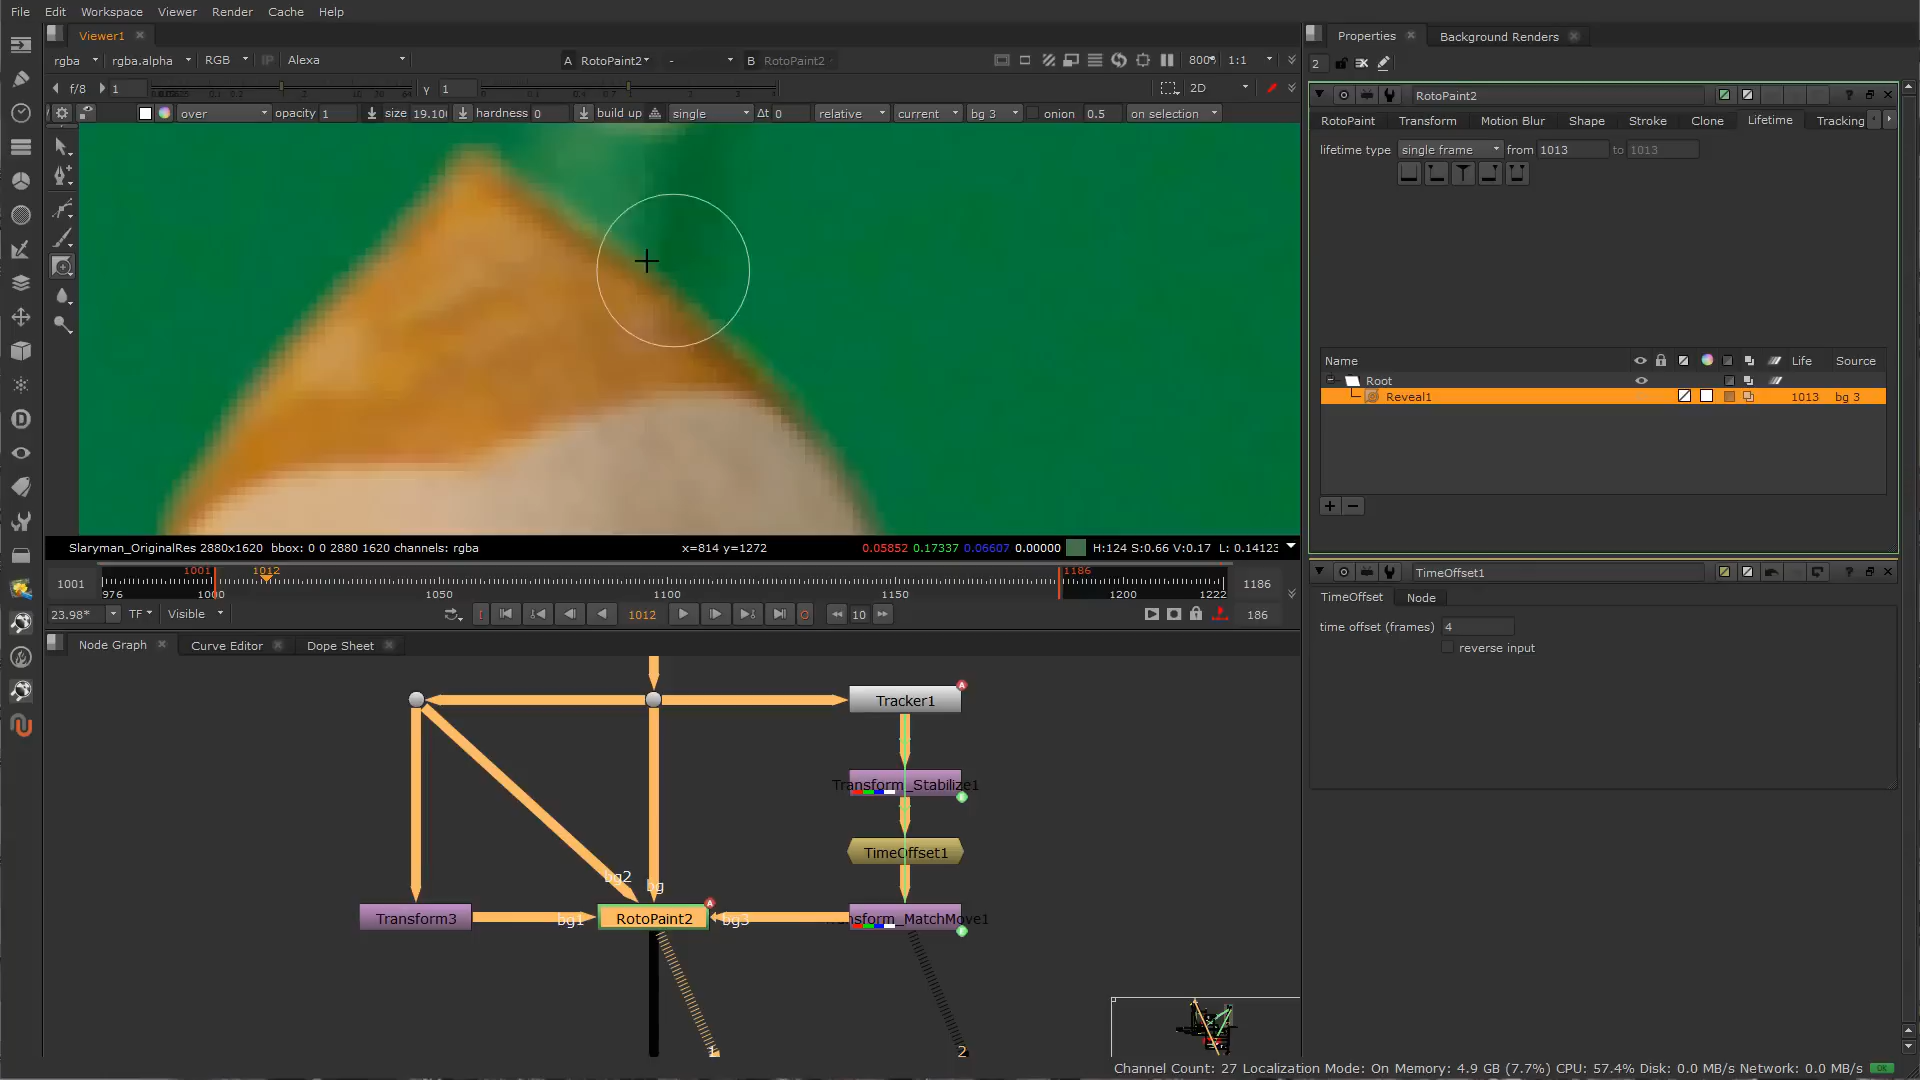 File Edit Workspace Viewer Render Cache Help
Viewer1
Properties Background Renders
rgba rgba.alpha RGB IP Alexa A RotoPaint2 - B RotoPaint2 800% 1:1
2
f/8 1 γ 1 2D
RotoPaint2
over opacity 1 size 19.10 hardness 0 build up single Δt 0 relative current bg 3 onion 0.5 on selection
RotoPaint Transform Motion Blur Shape Stroke Clone Lifetime Tracking
lifetime type single frame from 1013 to 1013
Name Life Source
Root
Reveal1 1013 bg 3
Slaryman_OriginalRes 2880x1620 bbox: 0 0 2880 1620 channels: rgba x=814 y=1272 0.05852 0.17337 0.06607 0.00000 H:124 S:0.66 V:0.17 L: 0.14123
TimeOffset1
1001 1001 1012 1186 1186
976 1000 1050 1100 1150 1200 1222
TimeOffset Node
23.98* TF Visible 1012 10 186
time offset (frames) 4
reverse input
Node Graph Curve Editor Dope Sheet
Tracker1
Transform_Stabilize1
TimeOffset1
bg2 bg
Transform3 bg1 RotoPaint2 bg3 nsform_MatchMove1
1 2
Channel Count: 27 Localization Mode: On Memory: 4.9 GB (7.7%) CPU: 57.4% Disk: 0.0 MB/s Network: 0.0 MB/s